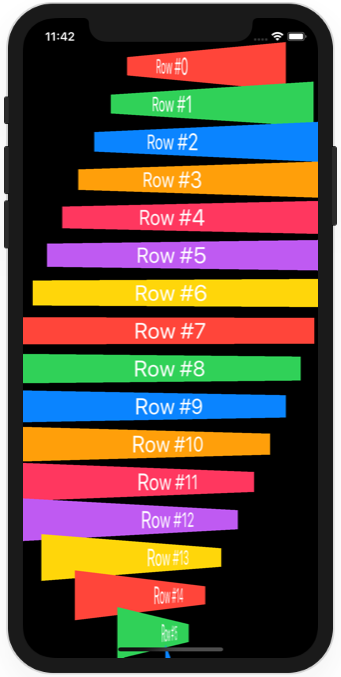 11:42
Row #0
Row #1
Row #2
Row #3
Row #4
Row #5
Row #6
Row #7
Row #8
Row #9
Row #10
Row #11
Row #12
Row #13
Row #14
Row #15